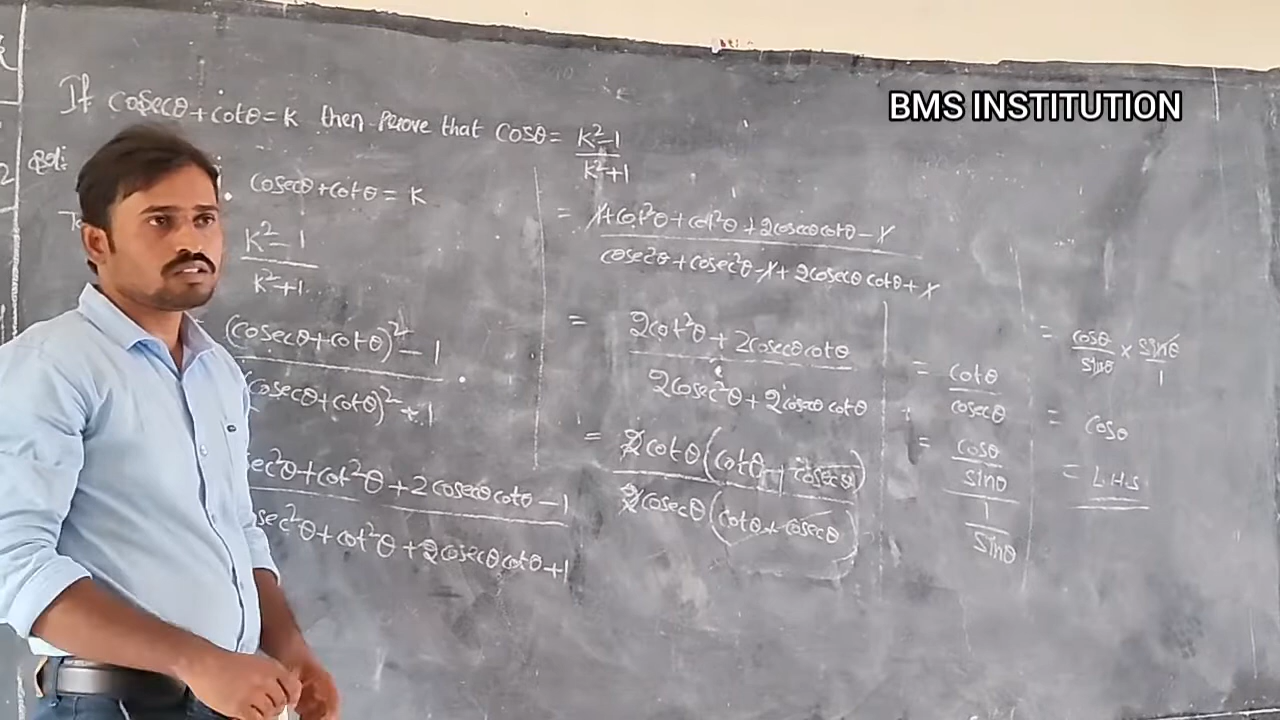 BMS INSTITUTION
If cosecθ+cotθ=K then prove that cosθ= K²-1 / K²+1
Sol:
cosecθ+cotθ = K
K²-1 / K²+1
(cosecθ+cotθ)²-1 / cosecθ+cotθ)²+1
sec²θ+cot²θ+2cosecθcotθ-1 / sec²θ+cot²θ+2cosecθcotθ+1
= 1+cot²θ+cot²θ+2cosecθcotθ-1 / cosec²θ+cosec²θ-1+2cosecθcotθ+1
= 2cot²θ+2cosecθcotθ / 2cosec²θ+2cosecθcotθ
= 2cotθ(cotθ+cosecθ) / 2cosecθ(cotθ+cosecθ)
= cotθ / cosecθ
= cosθ / sinθ / 1 / sinθ
= cosθ / sinθ × sinθ / 1
= cosθ
= L.H.S